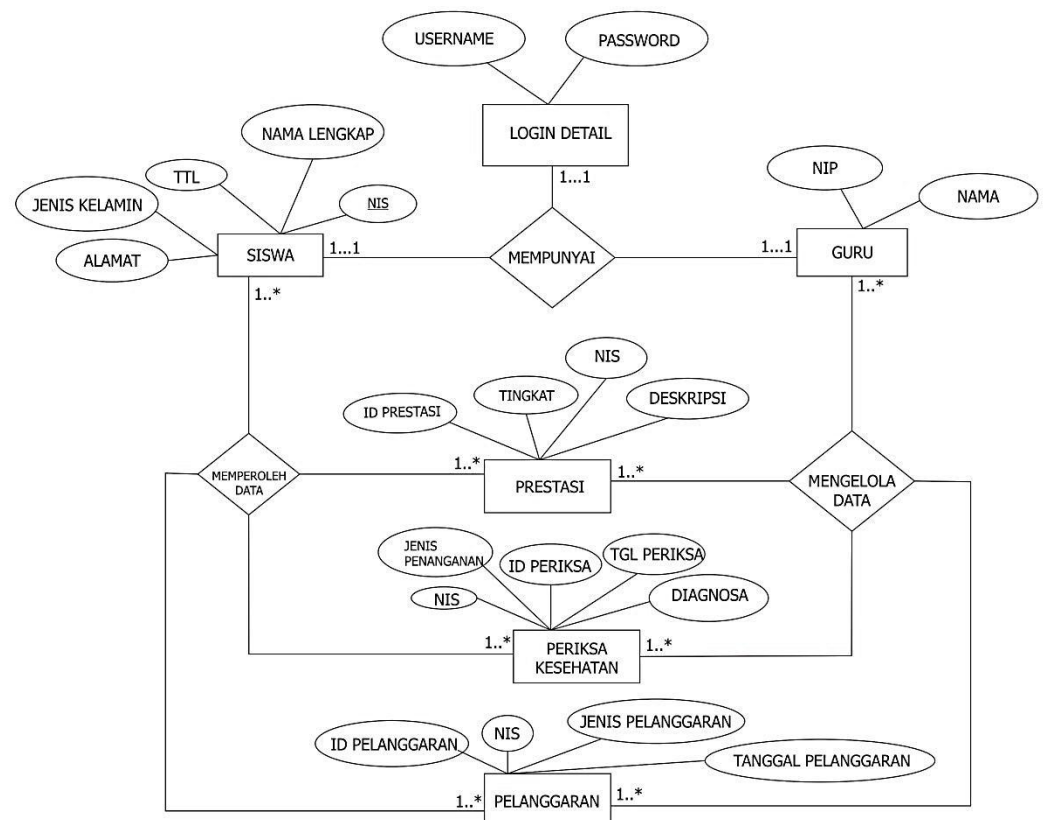 USERNAME
PASSWORD
LOGIN DETAIL
NAMA LENGKAP
TTL
JENIS KELAMIN
NIS
ALAMAT
SISWA
1...1
1...1
MEMPUNYAI
1...1
NIP
NAMA
GURU
1..*
1..*
NIS
TINGKAT
ID PRESTASI
DESKRIPSI
1..*
PRESTASI
1..*
MEMPEROLEH
DATA
MENGELOLA
DATA
JENIS
PENANGANAN
ID PERIKSA
TGL PERIKSA
NIS
DIAGNOSA
1..*
PERIKSA
KESEHATAN
1..*
ID PELANGGARAN
NIS
JENIS PELANGGARAN
TANGGAL PELANGGARAN
1..*
PELANGGARAN
1..*